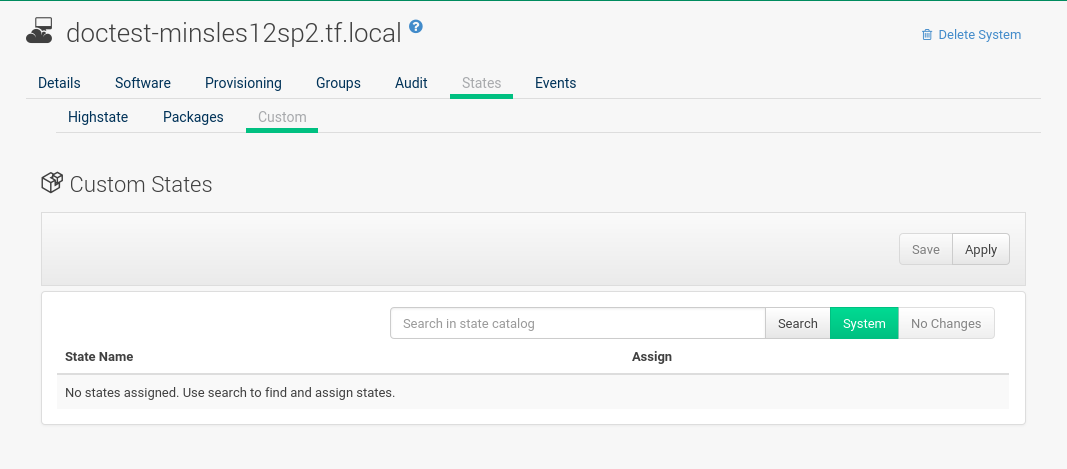 doctest-minsles12sp2.tf.local ?
Delete System
Details Software Provisioning Groups Audit States Events
Highstate Packages Custom
Custom States
Save Apply
Search in state catalog Search System No Changes
State Name Assign
No states assigned. Use search to find and assign states.